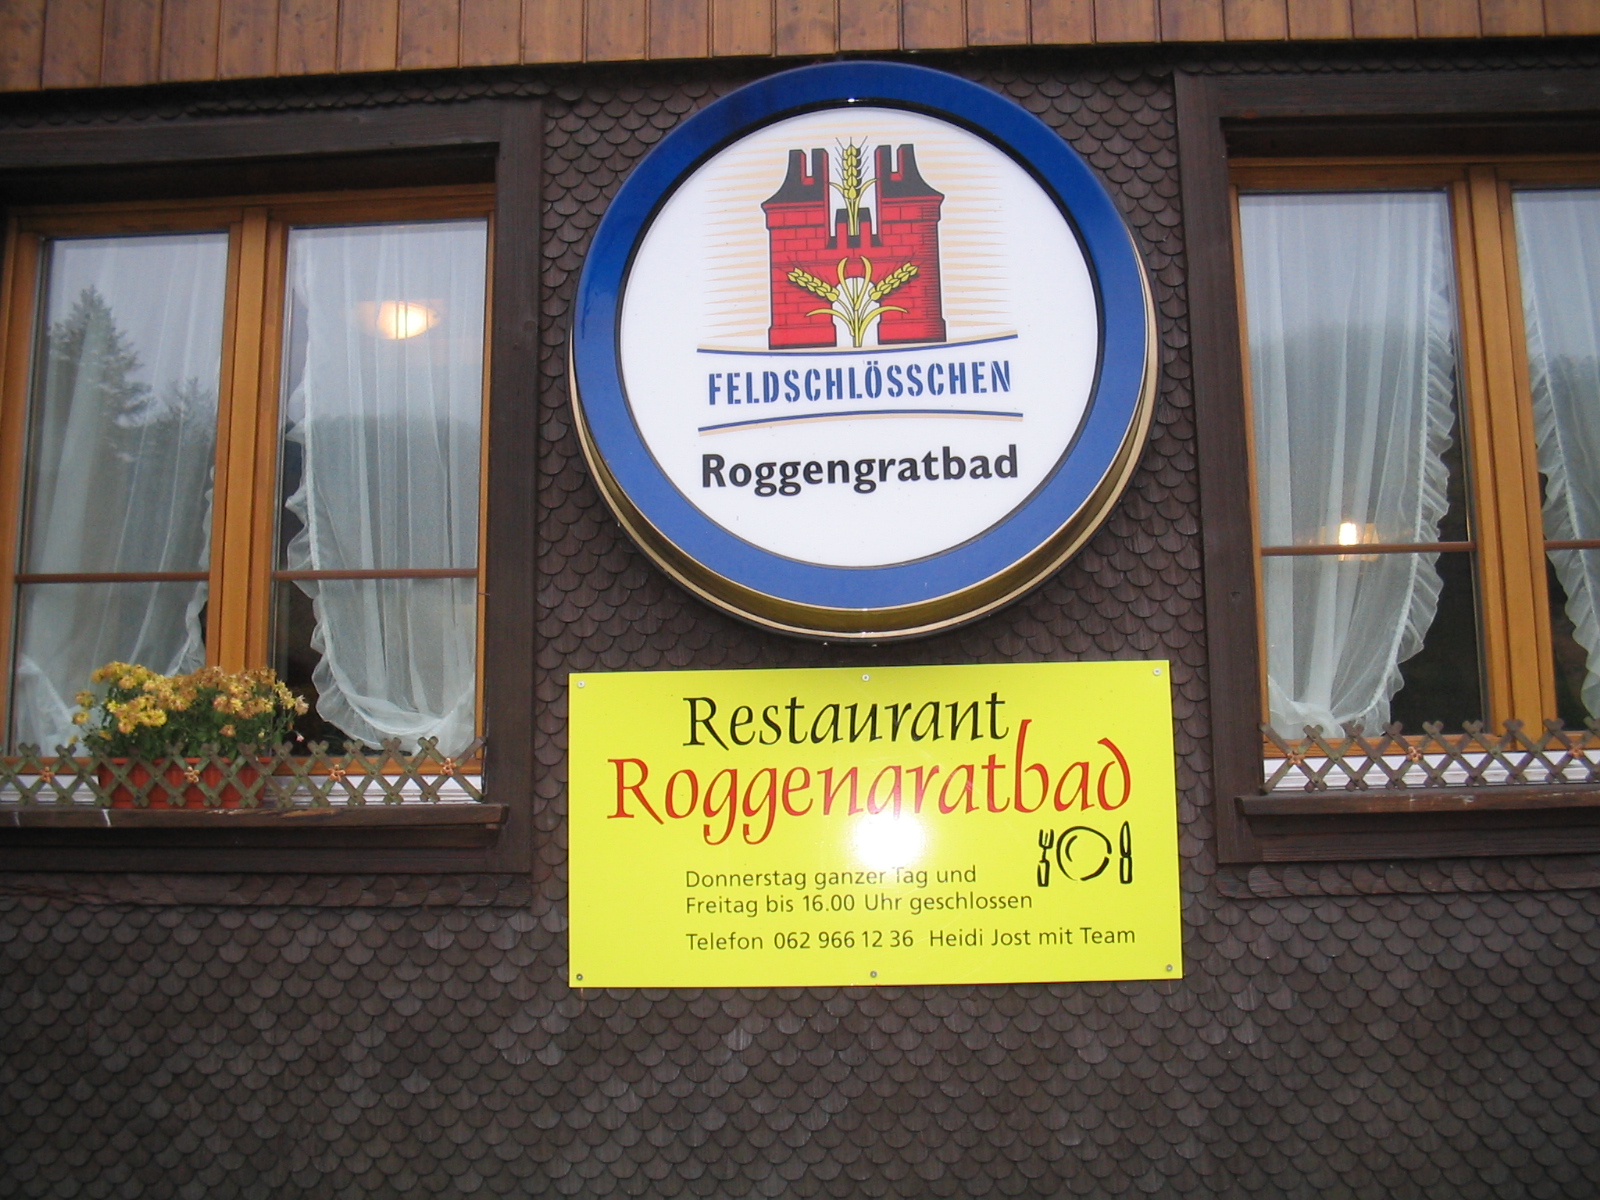 FELDSCHLÖSSCHEN
Roggengratbad
Restaurant
Roggengratbad
Donnerstag ganzer Tag und
Freitag bis 16.00 Uhr geschlossen
Telefon 062 966 12 36 Heidi Jost mit Team